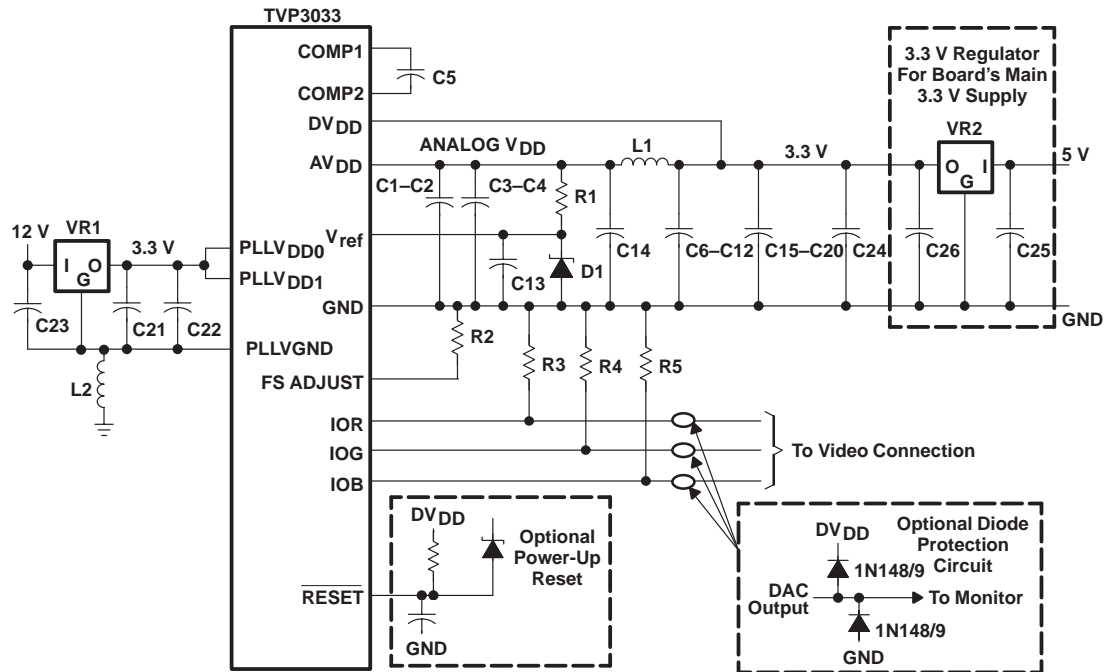 TVP3033
COMP1
COMP2
C5
DVDD
AVDD
ANALOG VDD
L1
3.3 V
3.3 V Regulator
For Board's Main
3.3 V Supply
VR2
O
G
I
5 V
C1–C2
C3–C4
R1
Vref
C13
D1
C14
C6–C12
C15–C20
C24
C26
C25
12 V
VR1
I
G
O
3.3 V
PLLVDD0
PLLVDD1
C23
C21
C22
GND
GND
L2
PLLVGND
R2
R3
R4
R5
FS ADJUST
IOR
IOG
IOB
To Video Connection
DVDD
Optional
Power-Up
Reset
RESET
GND
DVDD
Optional Diode
Protection
Circuit
1N148/9
DAC
Output
To Monitor
1N148/9
GND